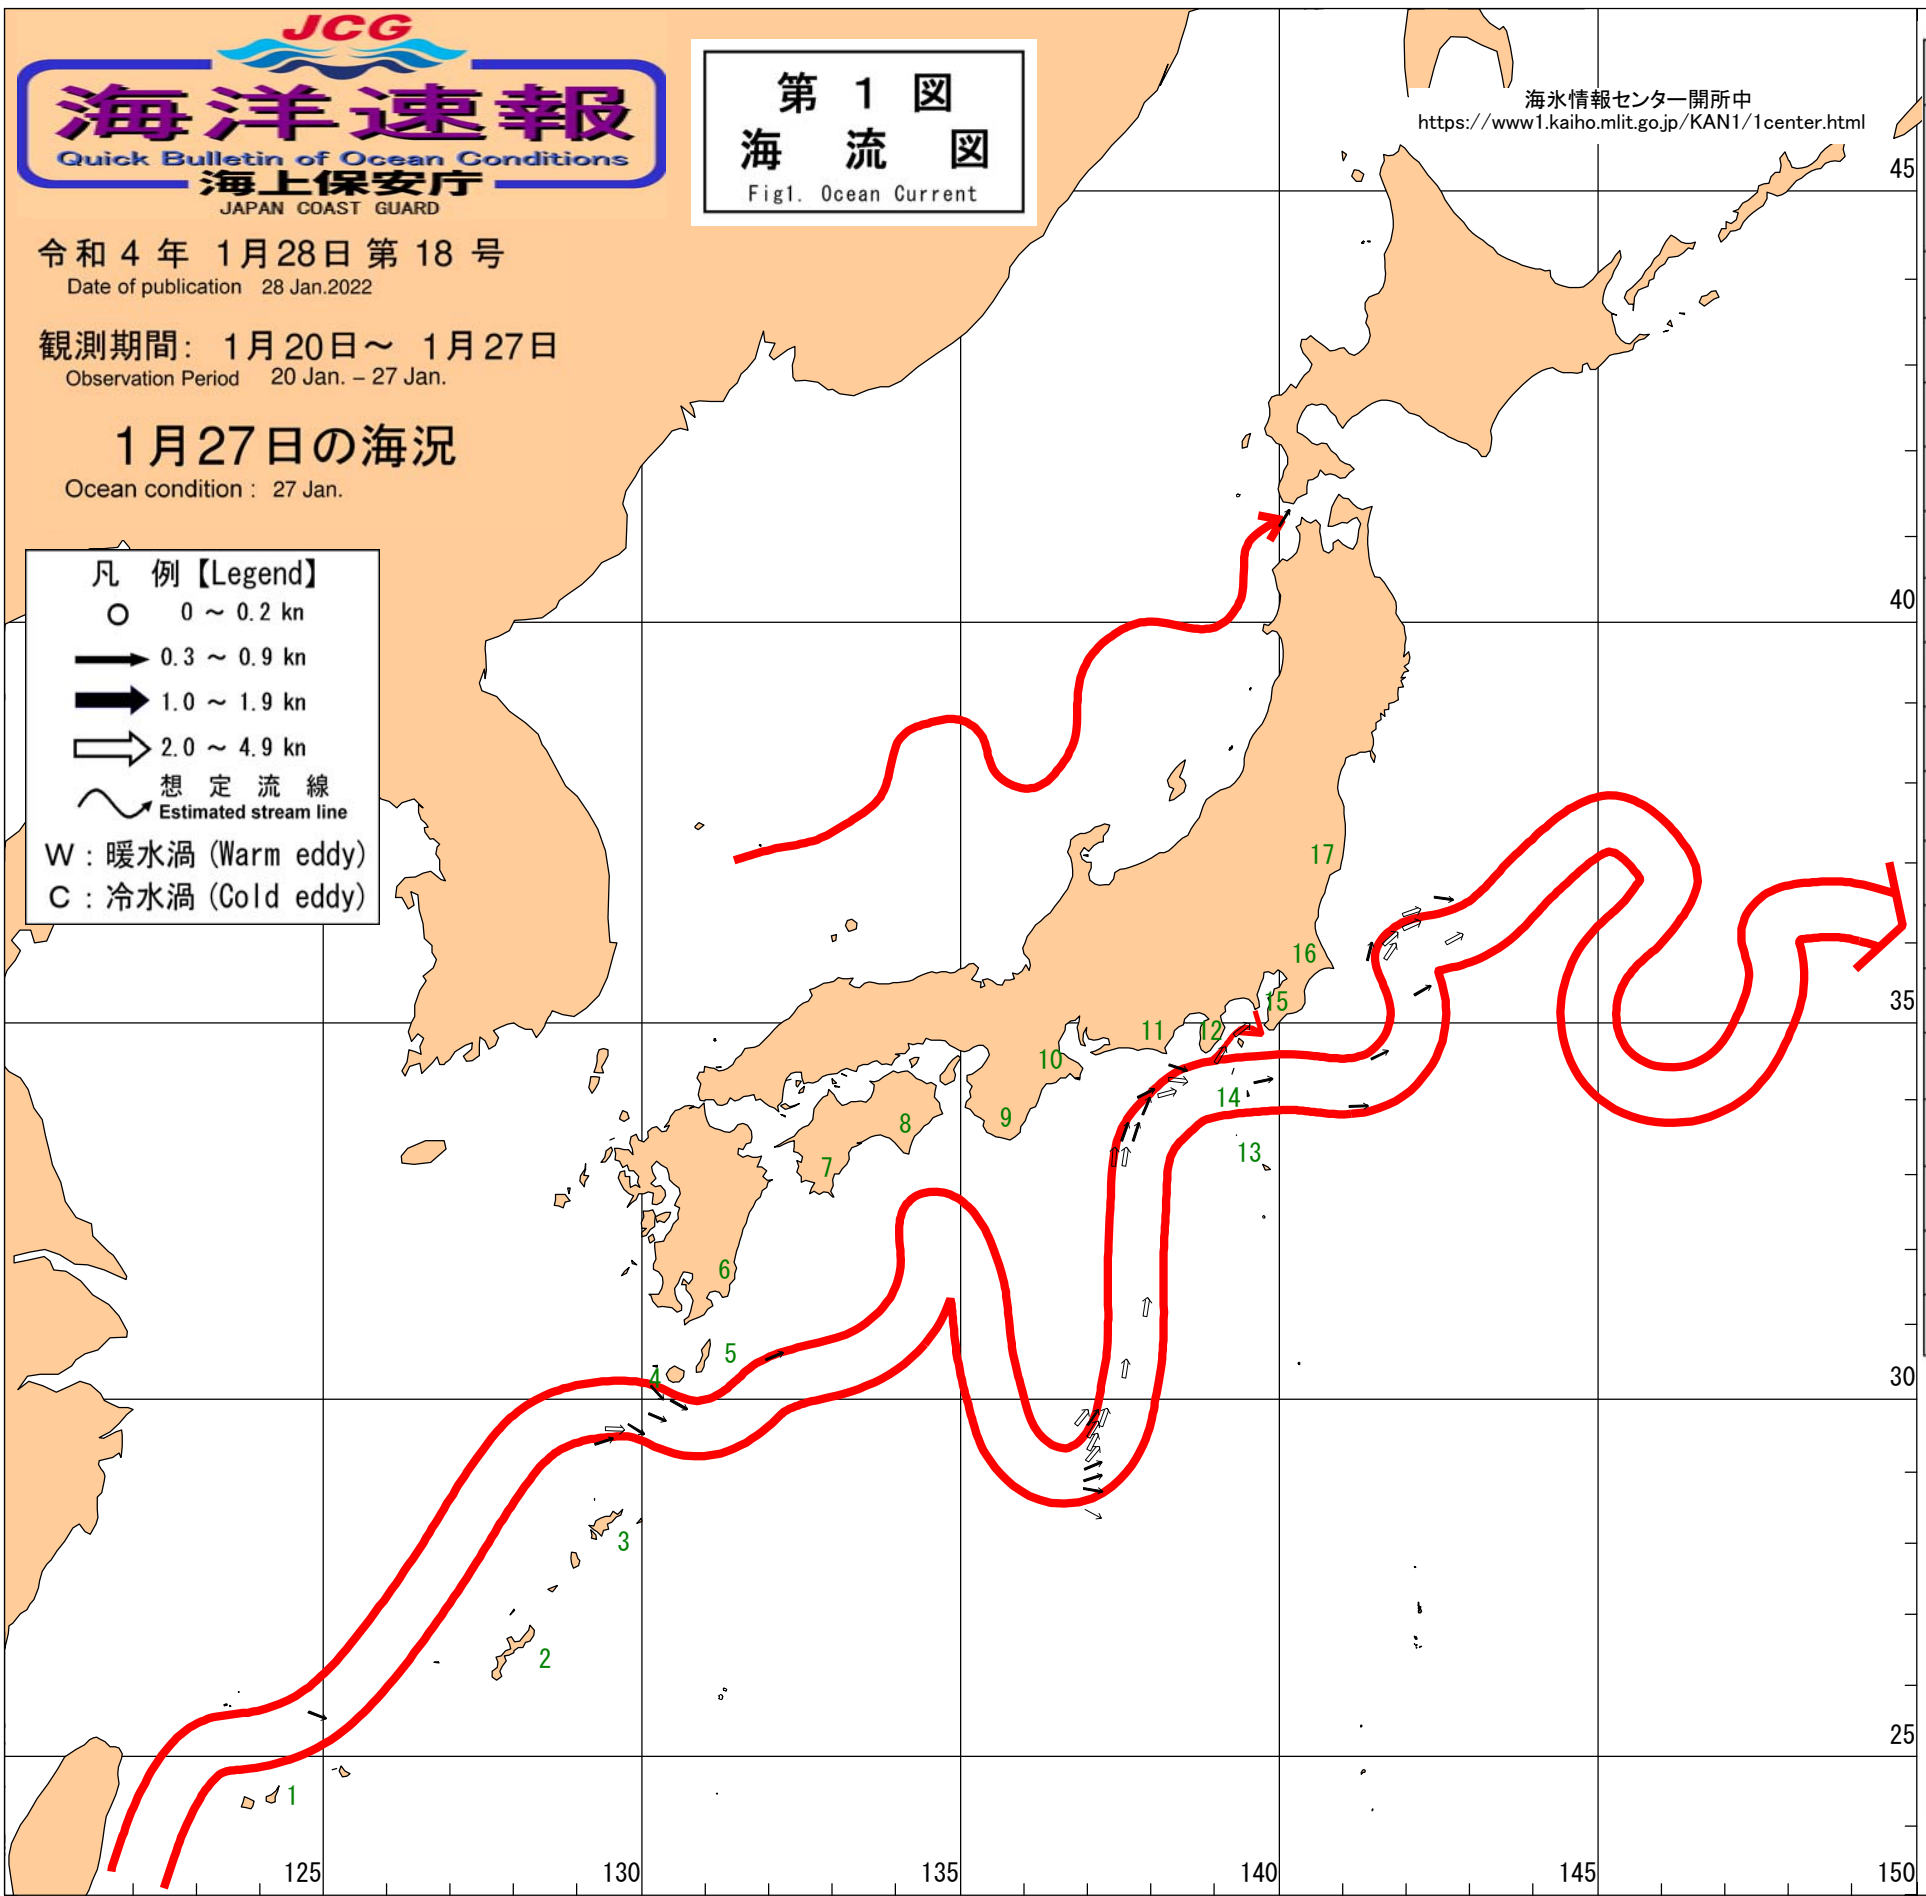 JCG
海洋速報
Quick Bulletin of Ocean Conditions
海上保安庁
JAPAN COAST GUARD
第 1 図
海 流 図
Fig1. Ocean Current
海氷情報センター開所中
https://www1.kaiho.mlit.go.jp/KAN1/1center.html
令和 4 年 1月28日 第 18 号
Date of publication 28 Jan.2022
観測期間: 1月20日～ 1月27日
Observation Period 20 Jan. – 27 Jan.
1月27日の海況
Ocean condition : 27 Jan.
凡 例【Legend】
0 ～ 0.2 kn
0.3 ～ 0.9 kn
1.0 ～ 1.9 kn
2.0 ～ 4.9 kn
想 定 流 線
Estimated stream line
W : 暖水渦 (Warm eddy)
C : 冷水渦 (Cold eddy)
45
40
35
30
25
17
16
15
12
11
10
14
9
8
13
7
6
5
4
3
2
1
125
130
135
140
145
150